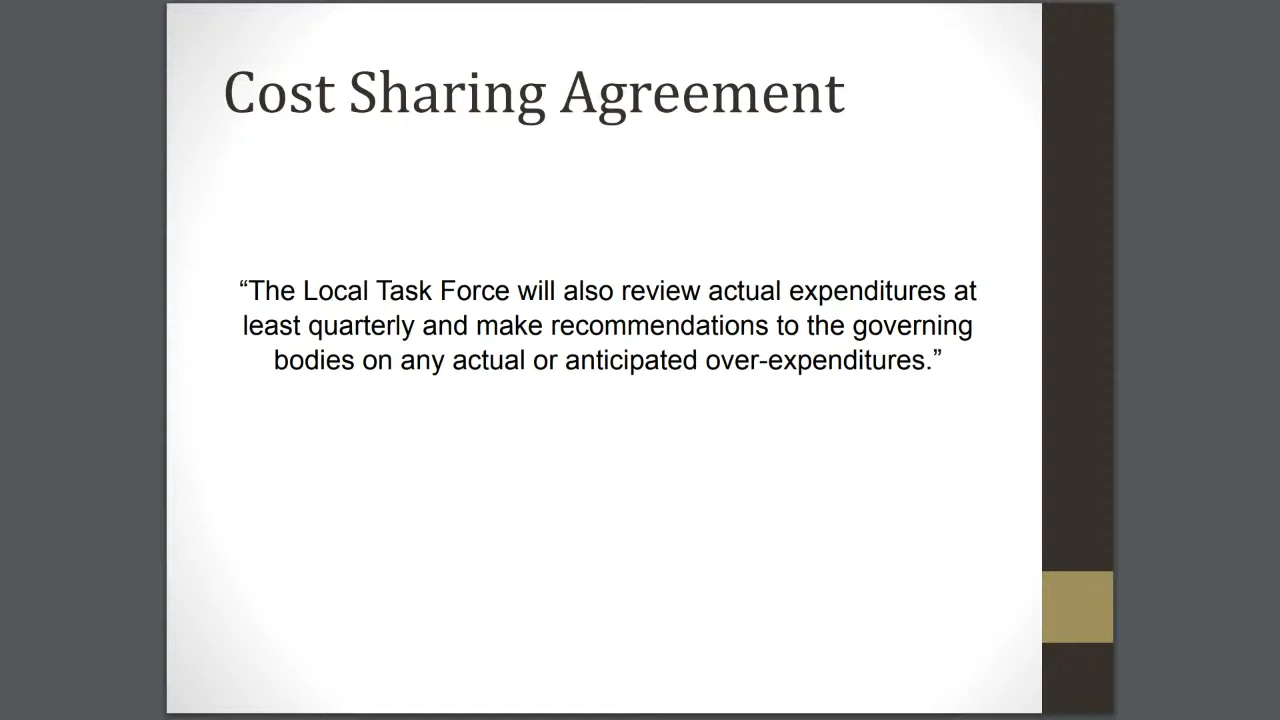 Cost Sharing Agreement
“The Local Task Force will also review actual expenditures at
least quarterly and make recommendations to the governing
bodies on any actual or anticipated over-expenditures.”